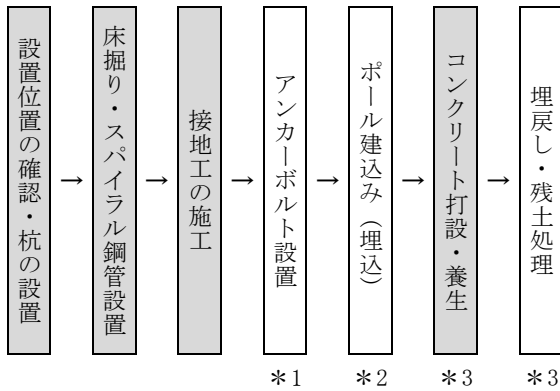 設置位置の確認・杭の設置
→
床掘り・スパイラル鋼管設置
→
接地工の施工
→
アンカーボルト設置
→
ポール建込み（埋込）
→
コンクリート打設・養生
→
埋戻し・残土処理
＊1
＊2
＊3
＊3